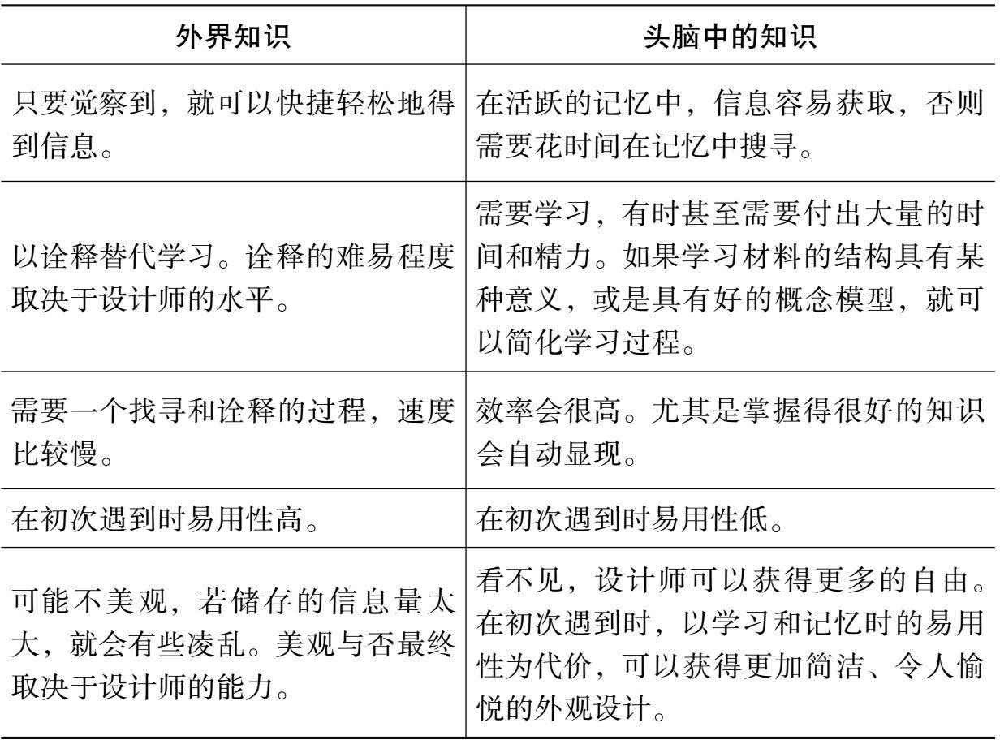 外界知识
头脑中的知识
只要觉察到，就可以快捷轻松地得
到信息。
在活跃的记忆中，信息容易获取，否则
需要花时间在记忆中搜寻。
以诠释替代学习。诠释的难易程度
取决于设计师的水平。
需要学习，有时甚至需要付出大量的时
间和精力。如果学习材料的结构具有某
种意义，或是具有好的概念模型，就可
以简化学习过程。
需要一个找寻和诠释的过程，速度
比较慢。
效率会很高。尤其是掌握得很好的知识
会自动显现。
在初次遇到时易用性高。
在初次遇到时易用性低。
可能不美观，若储存的信息量太
大，就会有些凌乱。美观与否最终
取决于设计师的能力。
看不见，设计师可以获得更多的自由。
在初次遇到时，以学习和记忆时的易用
性为代价，可以获得更加简洁、令人愉
悦的外观设计。